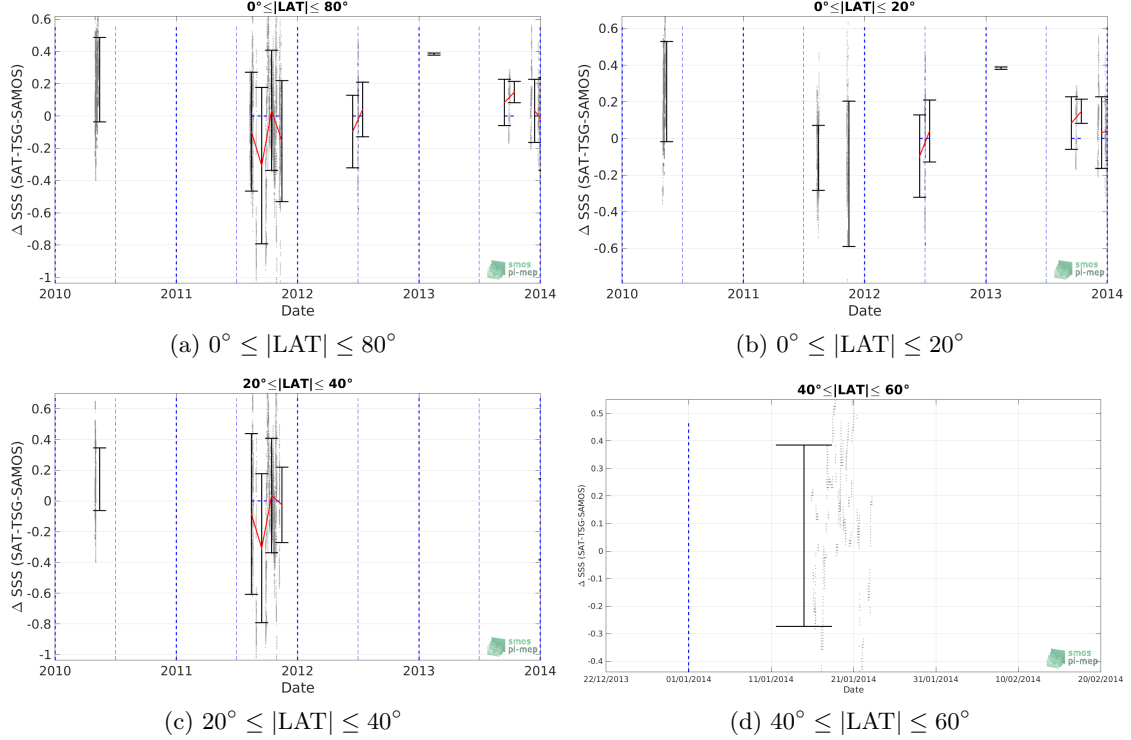 0°≤|LAT|≤ 80°
0.6
0.4
0.2
0
-0.2
-0.4
-0.6
-0.8
-1
Δ SSS (SAT-TSG-SAMOS)
2010 2011 2012 2013 2014
Date
smos
pi-mep
(a) 0° ≤ |LAT| ≤ 80°
0°≤|LAT|≤ 20°
0.6
0.4
0.2
0
-0.2
-0.4
-0.6
Δ SSS (SAT-TSG-SAMOS)
2010 2011 2012 2013 2014
Date
smos
pi-mep
(b) 0° ≤ |LAT| ≤ 20°
20°≤|LAT|≤ 40°
0.6
0.4
0.2
0
-0.2
-0.4
-0.6
-0.8
-1
Δ SSS (SAT-TSG-SAMOS)
2010 2011 2012 2013 2014
Date
smos
pi-mep
(c) 20° ≤ |LAT| ≤ 40°
40°≤|LAT|≤ 60°
0.5
0.4
0.3
0.2
0.1
0
-0.1
-0.2
-0.3
-0.4
Δ SSS (SAT-TSG-SAMOS)
22/12/2013 01/01/2014 11/01/2014 21/01/2014 31/01/2014 10/02/2014 20/02/2014
Date
smos
pi-mep
(d) 40° ≤ |LAT| ≤ 60°